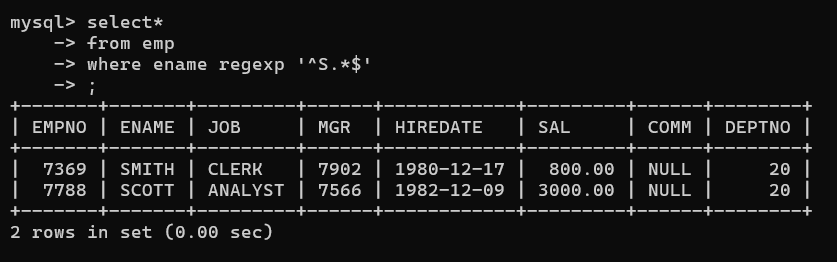 mysql> select*
    -> from emp
    -> where ename regexp '^S.*$'
    -> ;
+-------+-------+---------+------+------------+---------+------+--------+
| EMPNO | ENAME | JOB     | MGR  | HIREDATE   | SAL     | COMM | DEPTNO |
+-------+-------+---------+------+------------+---------+------+--------+
|  7369 | SMITH | CLERK   | 7902 | 1980-12-17 |  800.00 | NULL |     20 |
|  7788 | SCOTT | ANALYST | 7566 | 1982-12-09 | 3000.00 | NULL |     20 |
+-------+-------+---------+------+------------+---------+------+--------+
2 rows in set (0.00 sec)